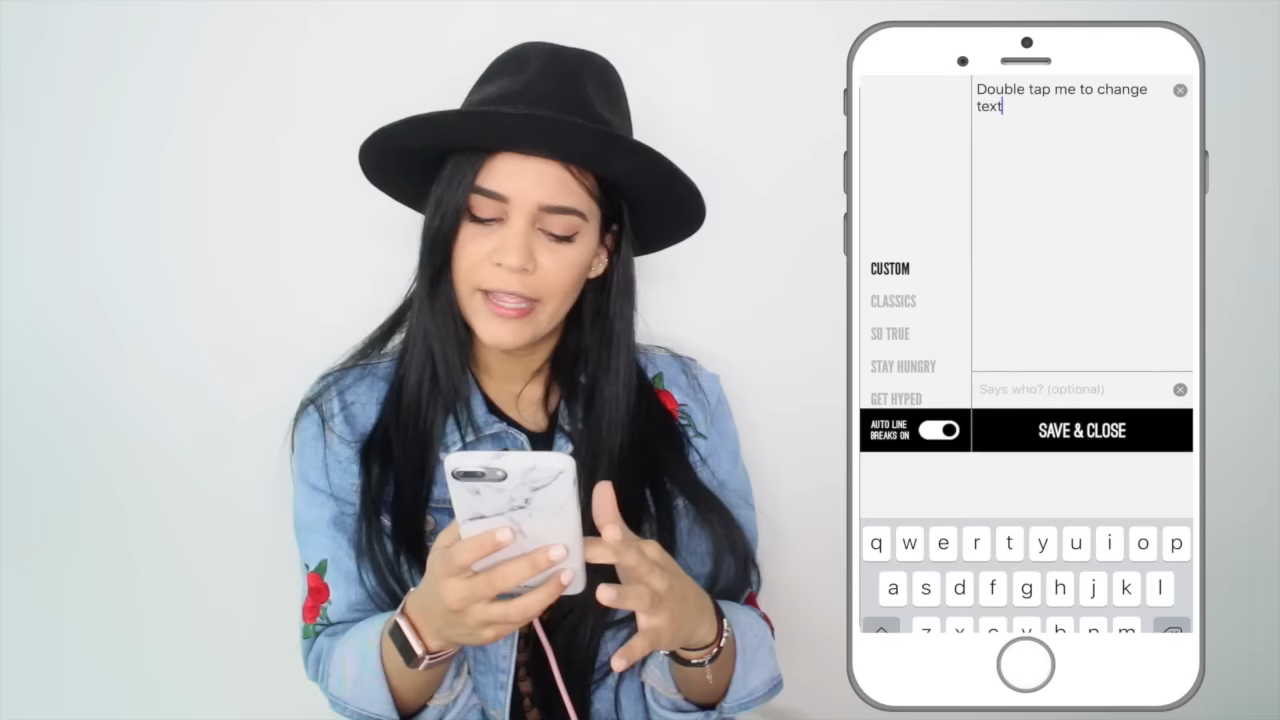 Double tap me to change
text
CUSTOM
CLASSICS
SO TRUE
STAY HUNGRY
GET HYPED
Says who? (optional)
AUTO LINE
BREAKS ON
SAVE & CLOSE
q w e r t y u i o p
a s d f g h j k l
z x c v b n m